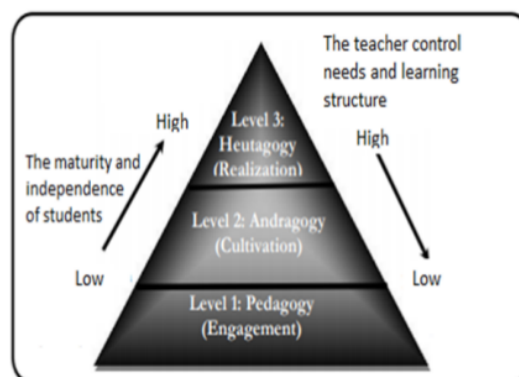 The teacher control
needs and learning
structure
High
High
Level 3:
Heutagogy
(Realization)
The maturity and
independence
of students
Level 2: Andragogy
(Cultivation)
Low
Low
Level 1: Pedagogy
(Engagement)